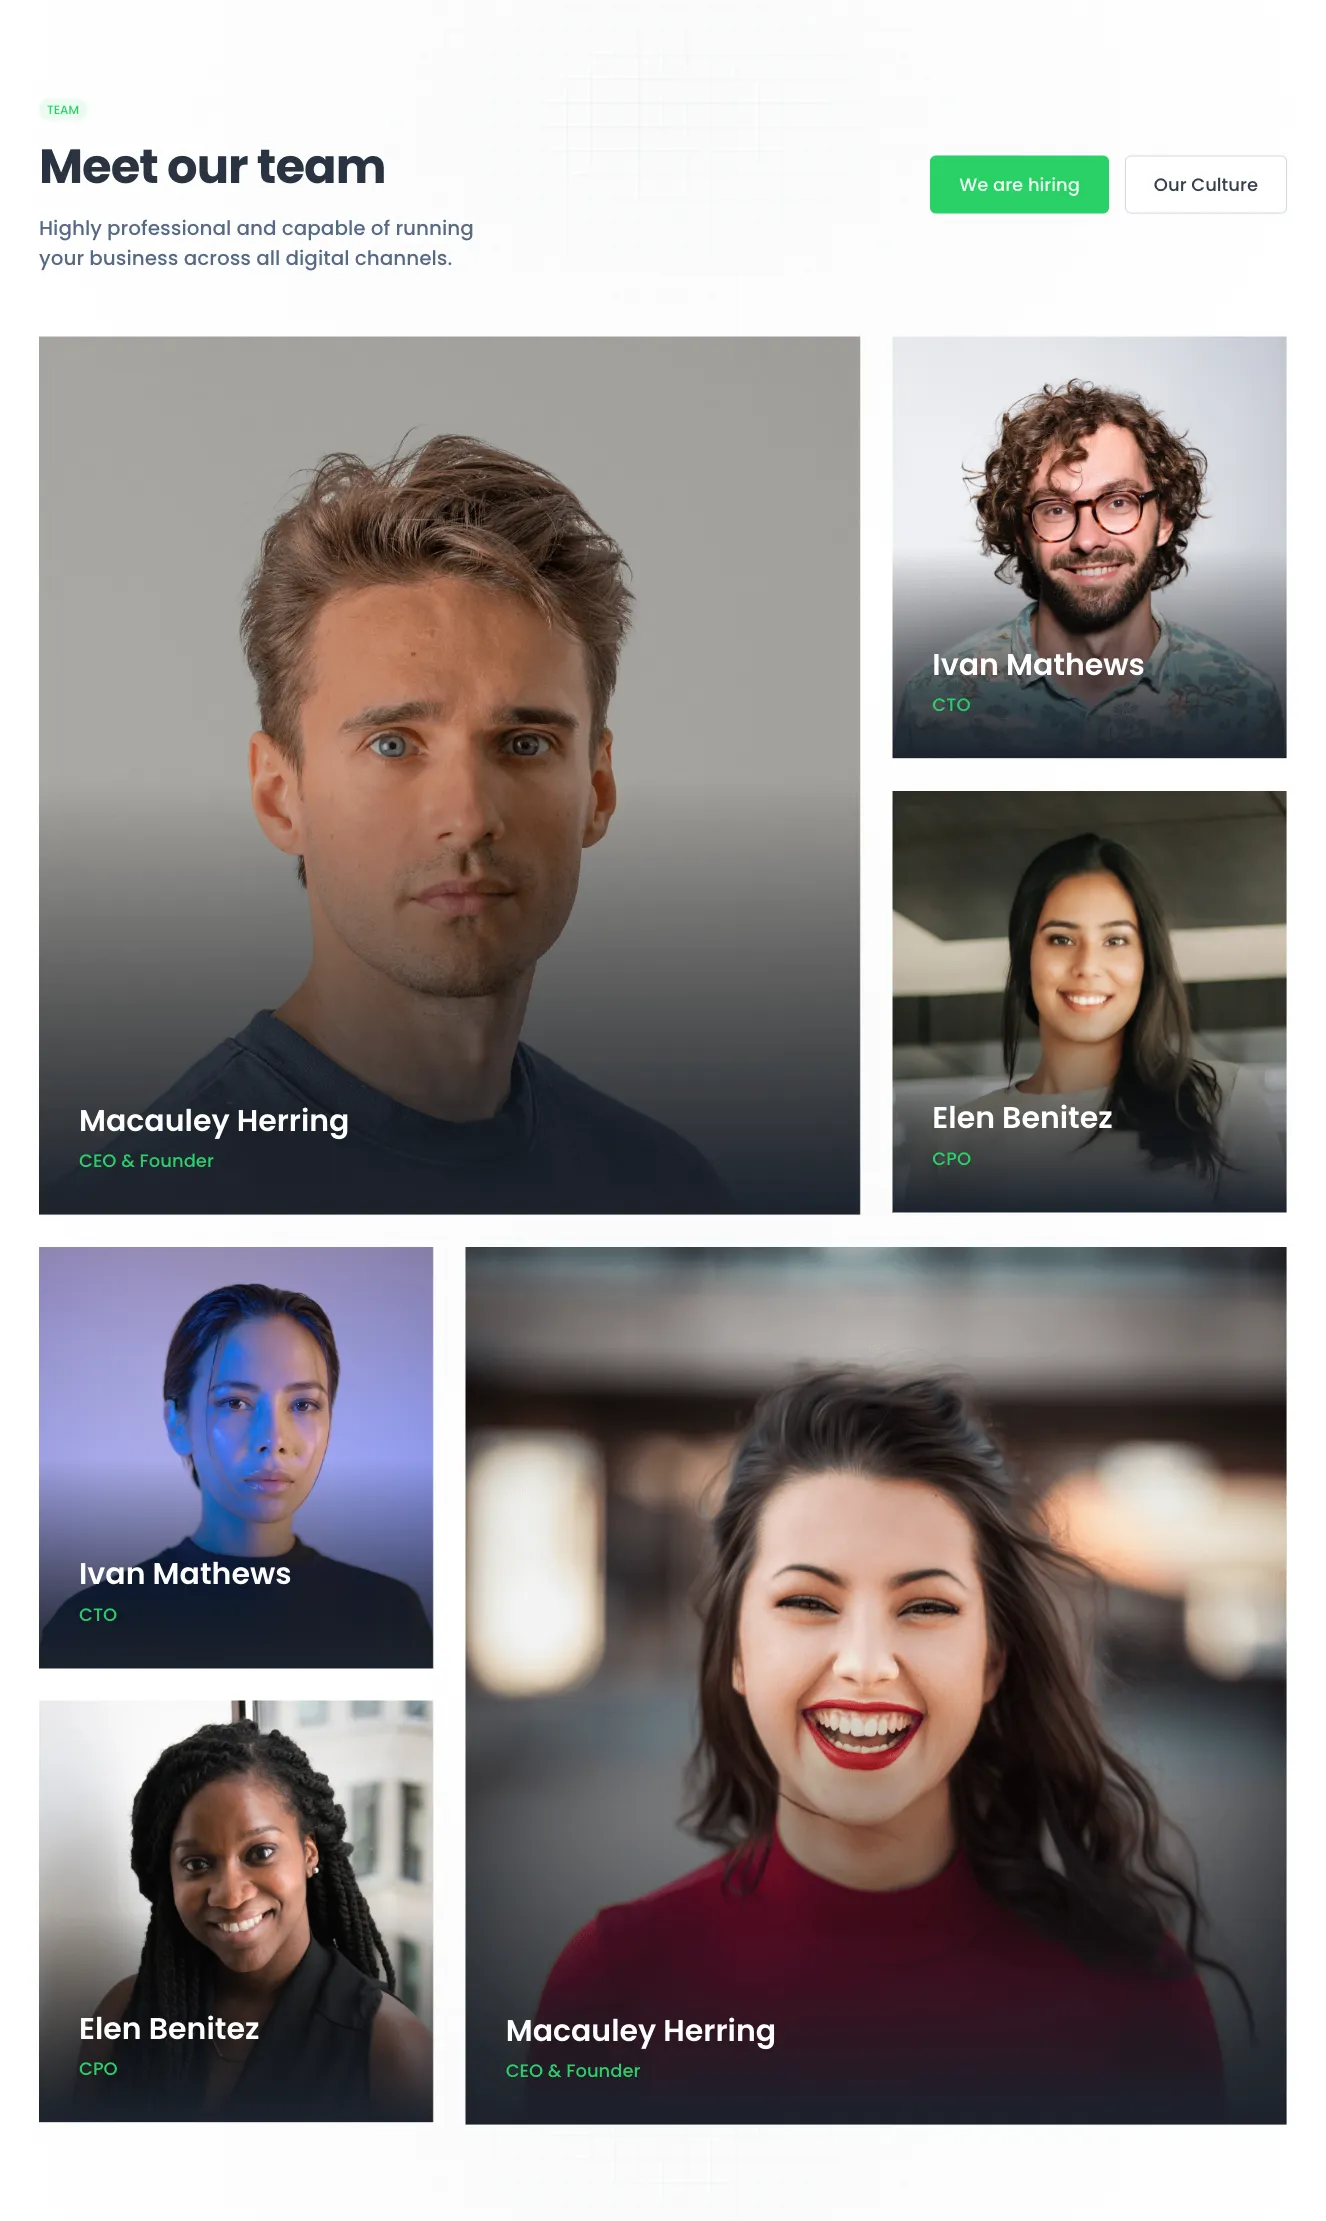 TEAM
Meet our team
Highly professional and capable of running
your business across all digital channels.
We are hiring
Our Culture
Macauley Herring
CEO & Founder
Ivan Mathews
CTO
Elen Benitez
CPO
Ivan Mathews
CTO
Elen Benitez
CPO
Macauley Herring
CEO & Founder